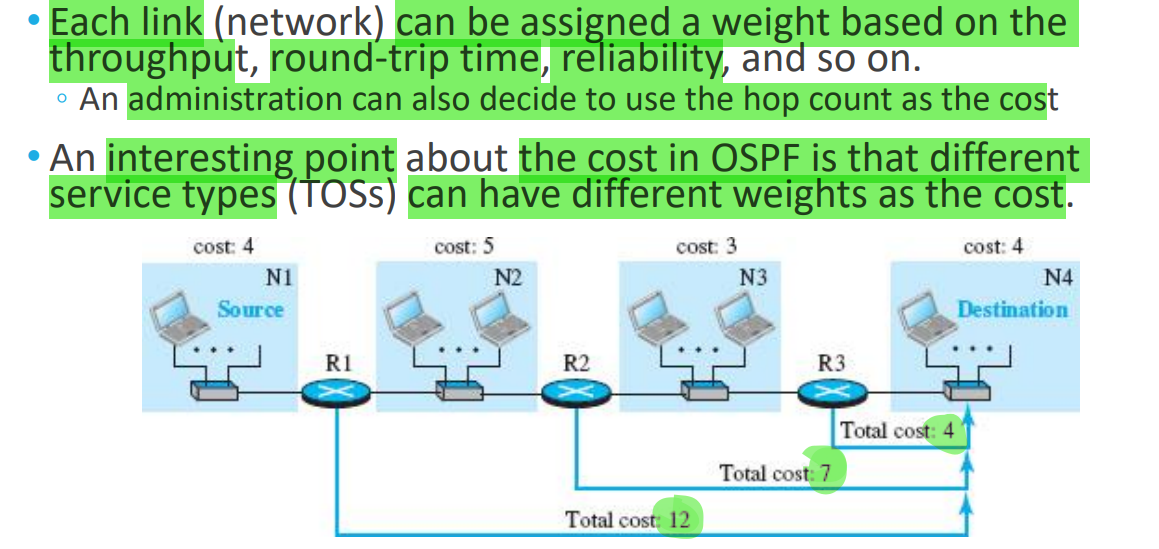 • Each link (network) can be assigned a weight based on the
throughput, round-trip time, reliability, and so on.
◦ An administration can also decide to use the hop count as the cost
• An interesting point about the cost in OSPF is that different
service types (TOSs) can have different weights as the cost.
cost: 4 cost: 5 cost: 3 cost: 4
N1 N2 N3 N4
Source Destination
R1 R2 R3
Total cost: 4
Total cost: 7
Total cost: 12